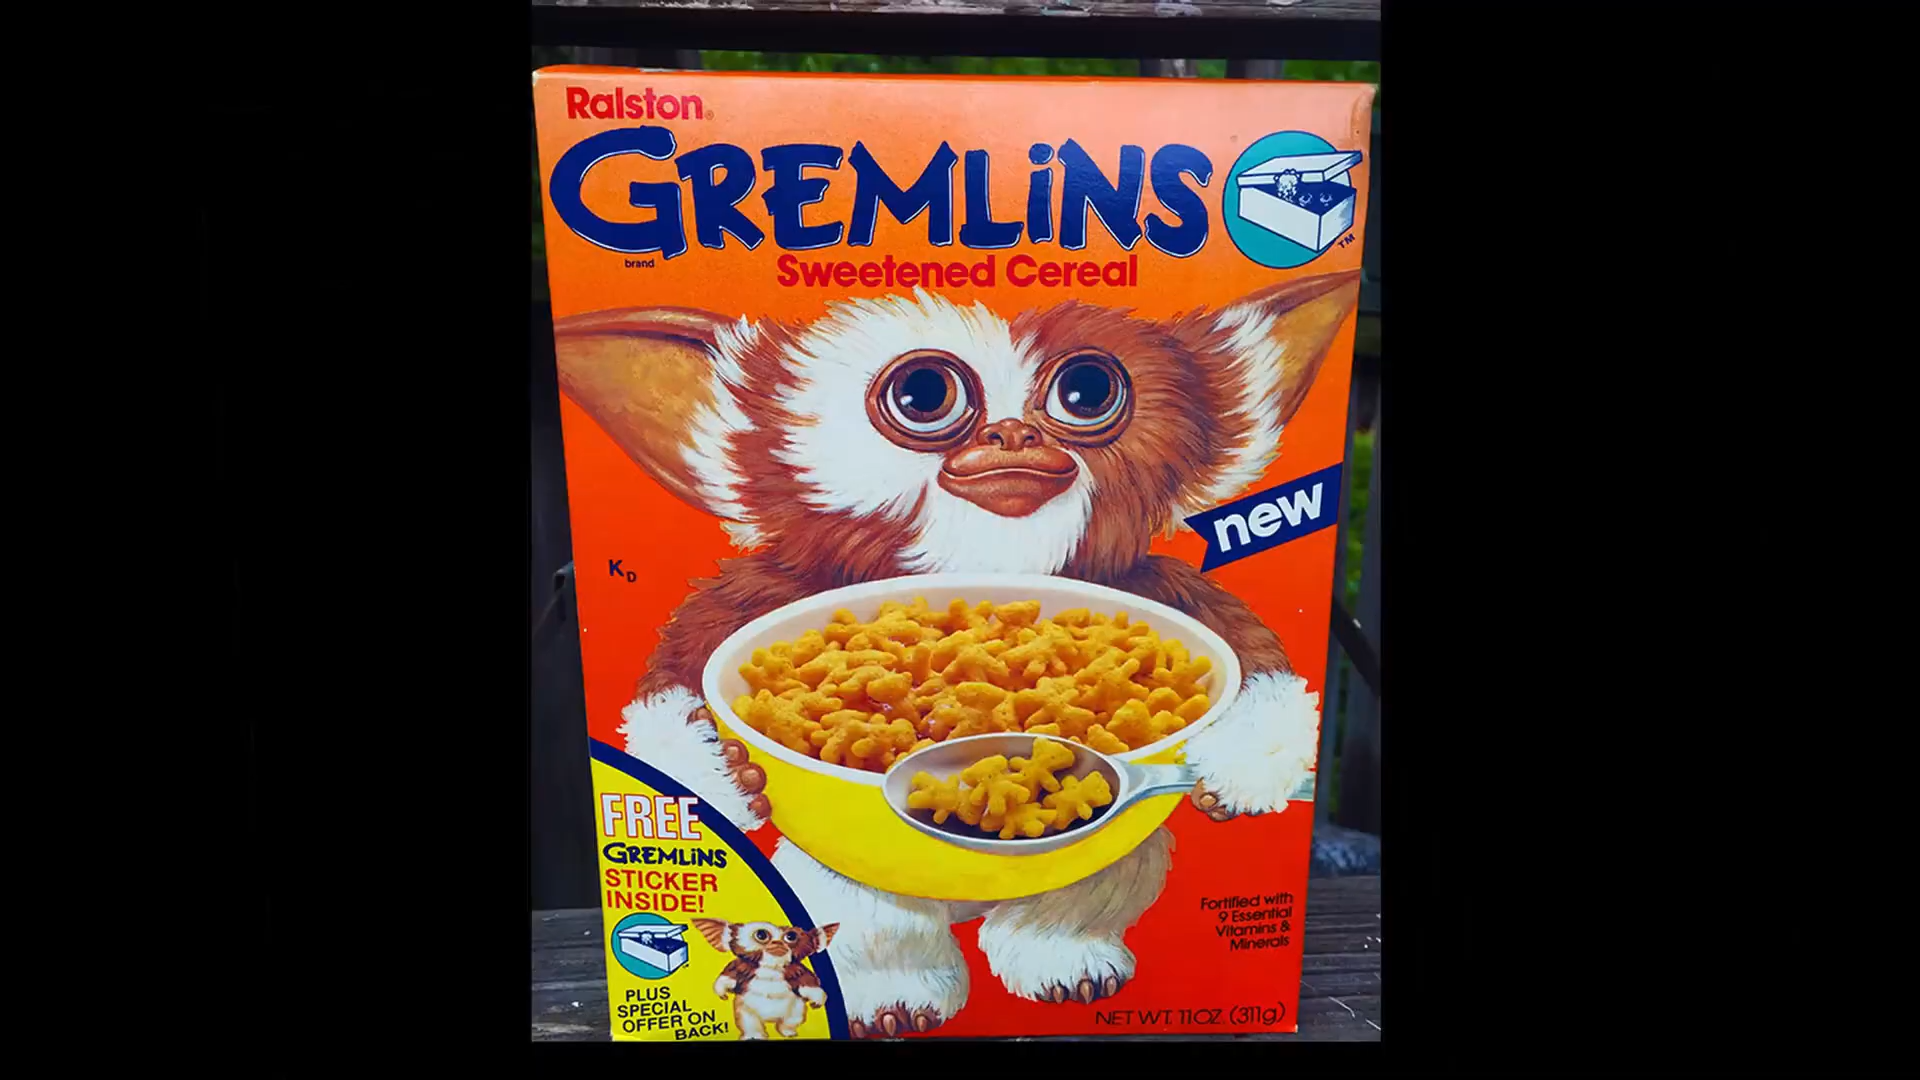 Ralston®
GREMLiNS
brand
TM
Sweetened Cereal
new
K D
FREE
GREMLiNS
STICKER
INSIDE!
PLUS
SPECIAL
OFFER ON
BACK!
Fortified with
9 Essential
Vitamins &
Minerals
NET WT. 11 OZ. (311g)